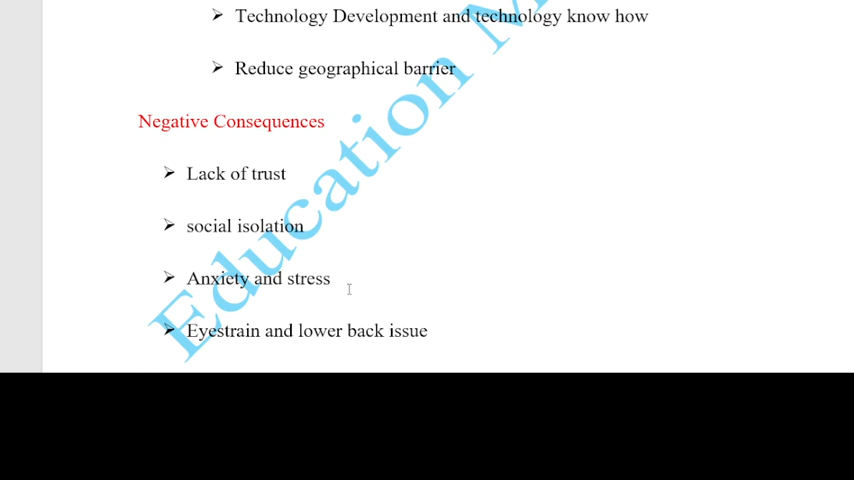 Technology Development and technology know how
Reduce geographical barrier
Negative Consequences
Lack of trust
social isolation
Anxiety and stress
Eyestrain and lower back issue
Education M